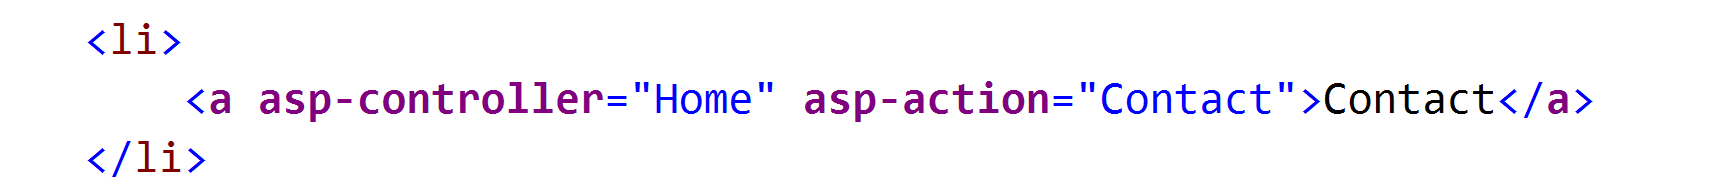 <li>
    <a asp-controller="Home" asp-action="Contact">Contact</a>
</li>